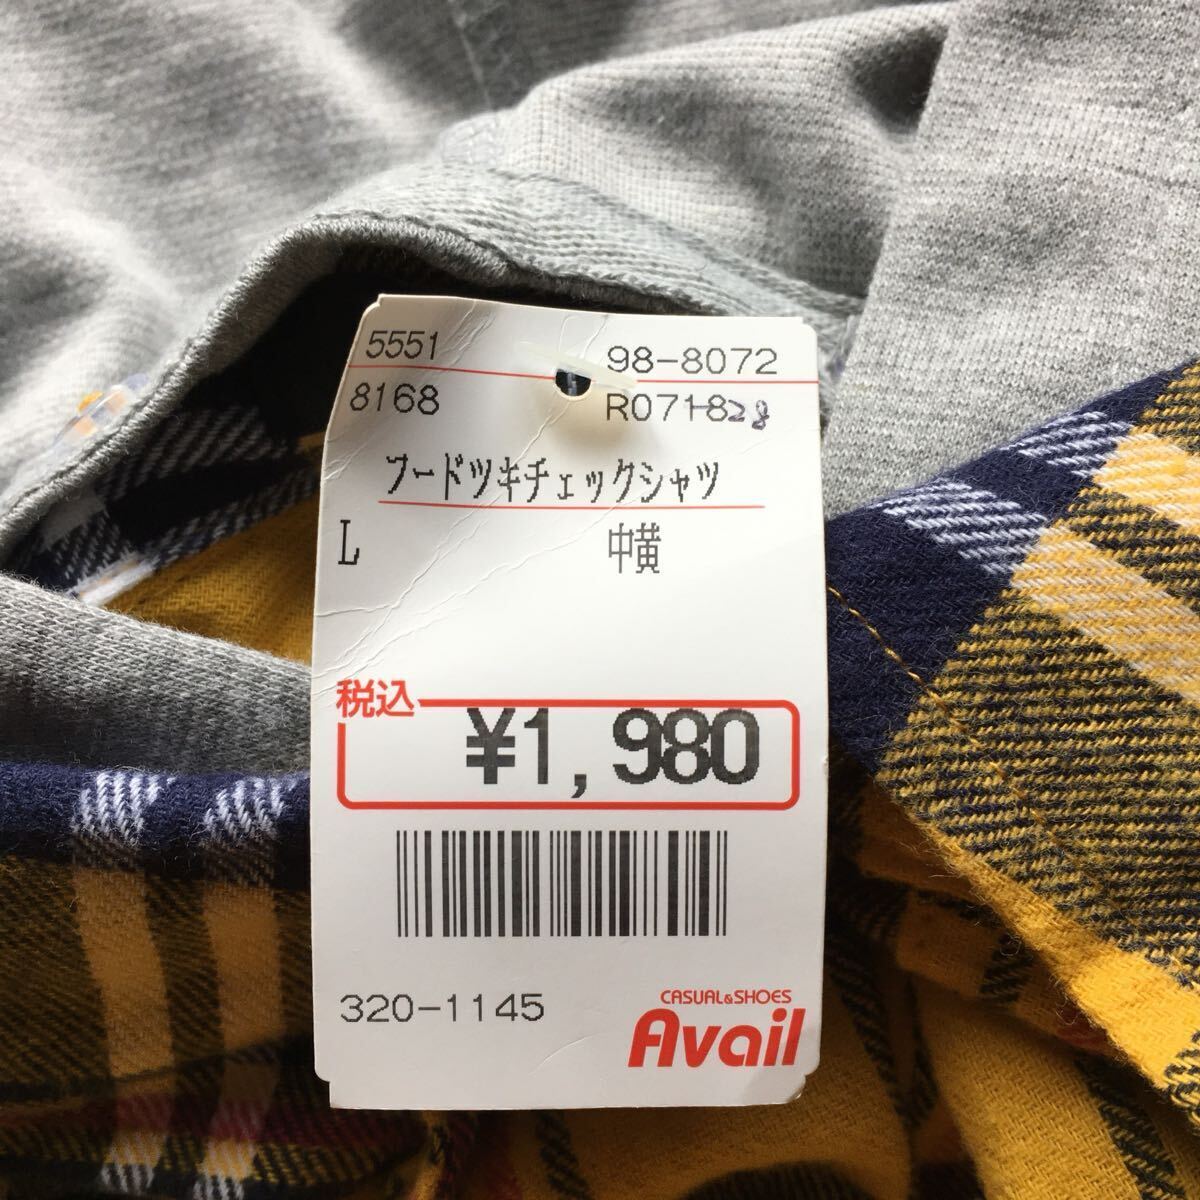 5551
98-8072
8168
R071-828
フードツキチェックシャツ
L
中黄
税込
¥1,980
320-1145
CASUAL&SHOES
Avail